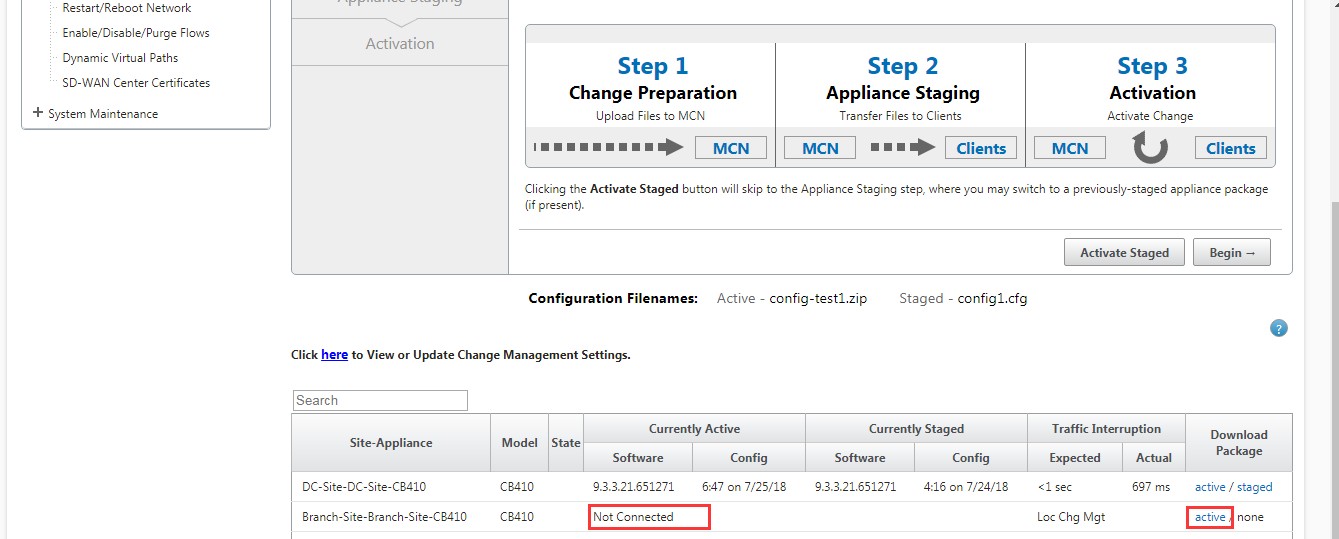 Restart/Reboot Network
Enable/Disable/Purge Flows
Dynamic Virtual Paths
SD-WAN Center Certificates
+ System Maintenance
Appliance Staging
Activation
Step 1
Change Preparation
Upload Files to MCN
MCN
Step 2
Appliance Staging
Transfer Files to Clients
MCN
Clients
Step 3
Activation
Activate Change
MCN
Clients
Clicking the Activate Staged button will skip to the Appliance Staging step, where you may switch to a previously-staged appliance package
(if present).
Activate Staged
Begin →
Configuration Filenames: Active - config-test1.zip Staged - config1.cfg
?
Click here to View or Update Change Management Settings.
Search
Site-Appliance Model State Currently Active Currently Staged Traffic Interruption Download Package
Software Config Software Config Expected Actual
DC-Site-DC-Site-CB410 CB410 9.3.3.21.651271 6:47 on 7/25/18 9.3.3.21.651271 4:16 on 7/24/18 <1 sec 697 ms active / staged
Branch-Site-Branch-Site-CB410 CB410 Not Connected Loc Chg Mgt active / none